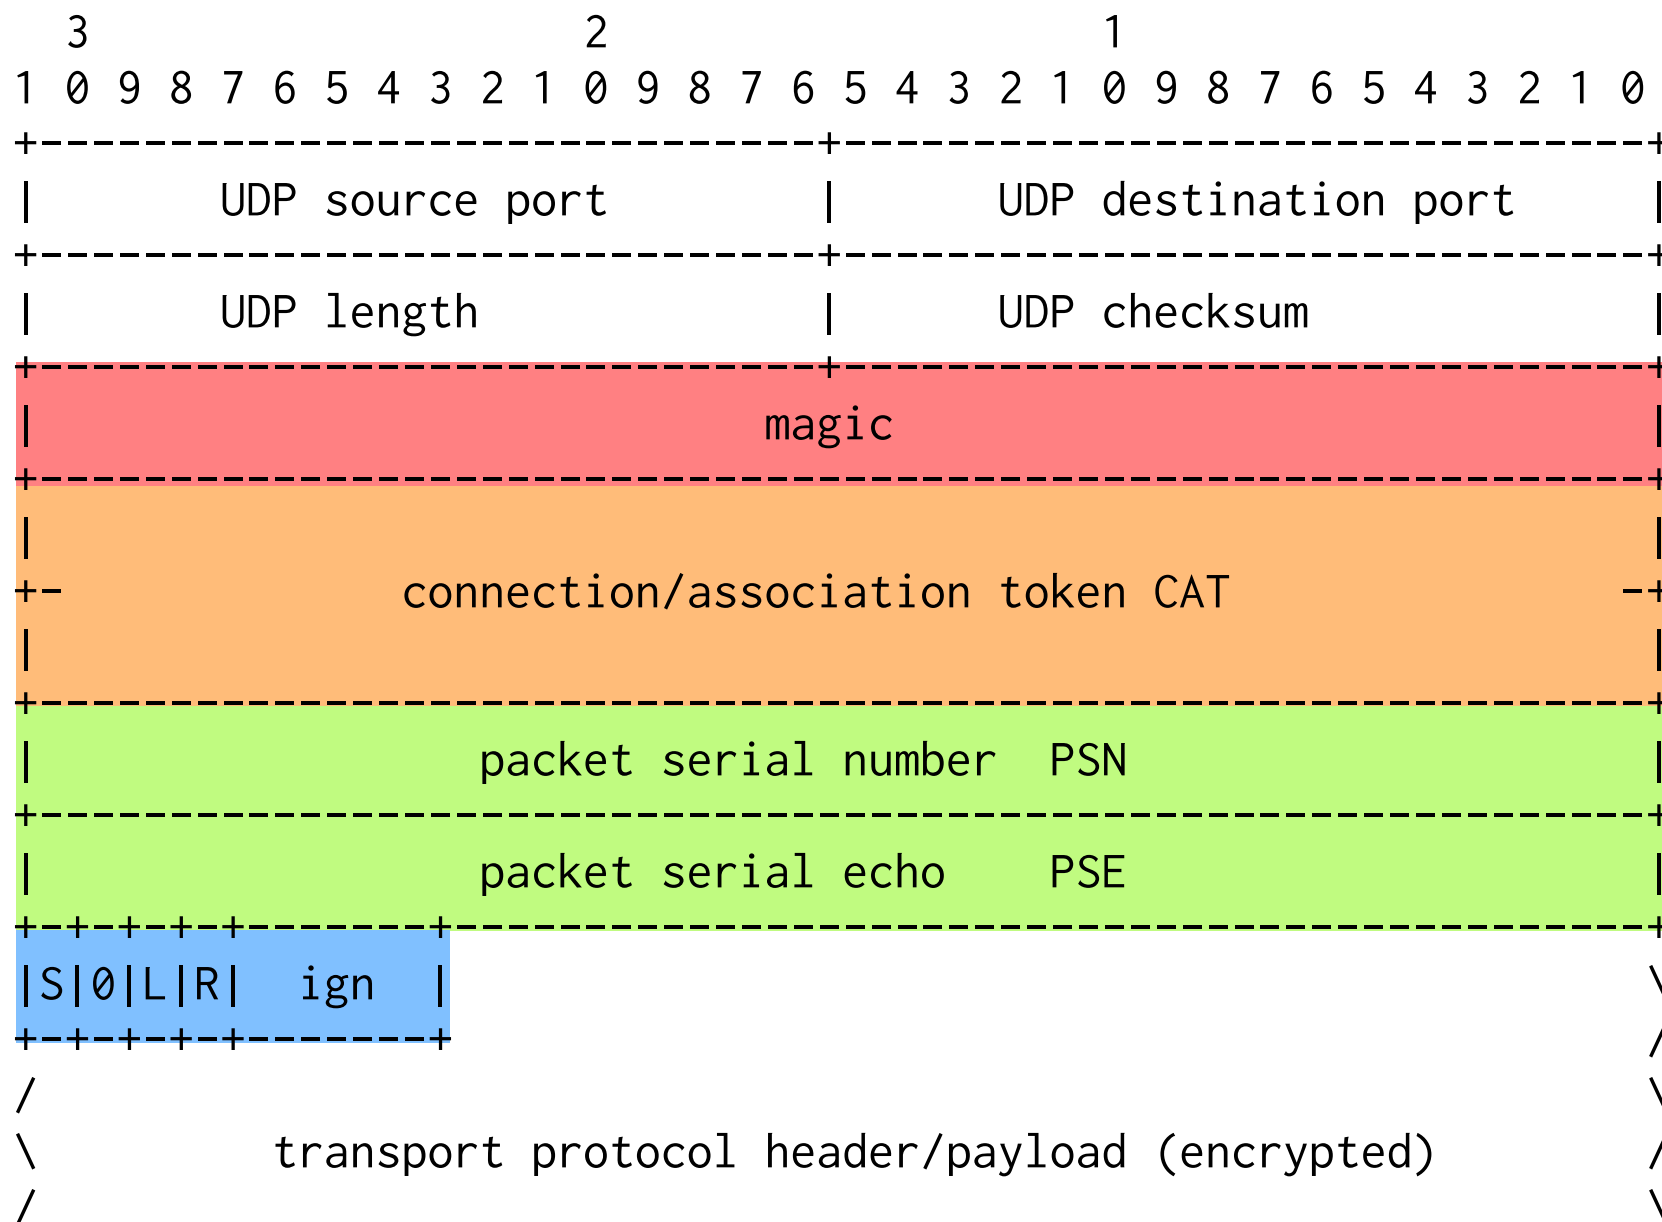 3                   2                   1
1 0 9 8 7 6 5 4 3 2 1 0 9 8 7 6 5 4 3 2 1 0 9 8 7 6 5 4 3 2 1 0
+------------------------------+-------------------------------+
|       UDP source port        |      UDP destination port     |
+------------------------------+-------------------------------+
|       UDP length             |      UDP checksum             |
+------------------------------+-------------------------------+
|                            magic                             |
+--------------------------------------------------------------+
|                                                              |
+-             connection/association token CAT               -+
|                                                              |
+--------------------------------------------------------------+
|                 packet serial number  PSN                    |
+--------------------------------------------------------------+
|                 packet serial echo    PSE                    |
+-+-+-+-+-------+----------------------------------------------+
|S|0|L|R|  ign  |                                              \
+-+-+-+-+-------+                                              /
/                                                              \
\         transport protocol header/payload (encrypted)        /
/                                                              \